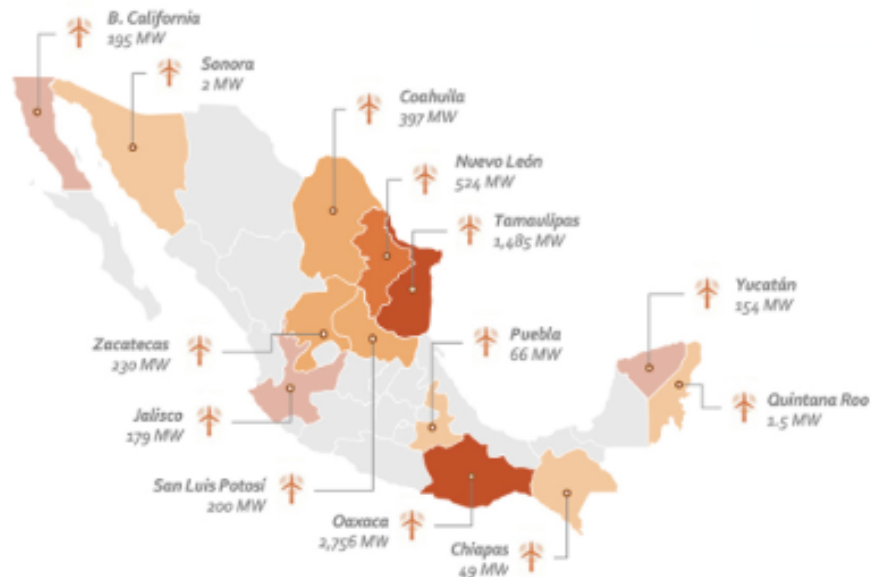 B. California
195 MW
Sonora
2 MW
Coahuila
397 MW
Nuevo León
524 MW
Tamaulipas
1,485 MW
Yucatán
154 MW
Puebla
66 MW
Zacatecas
230 MW
Quintana Roo
1.5 MW
Jalisco
179 MW
San Luis Potosí
200 MW
Oaxaca
2,756 MW
Chiapas
49 MW